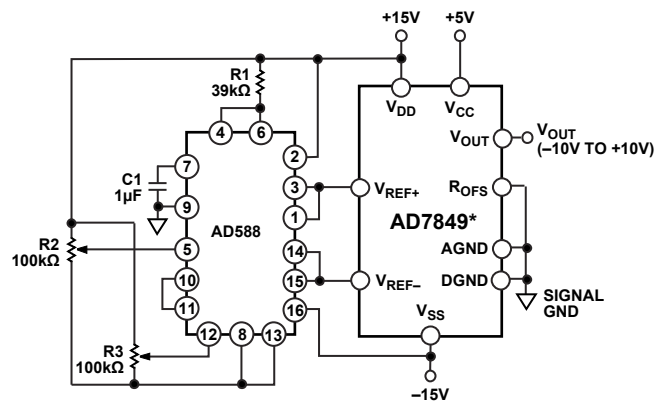 +15V
+5V
R1
39kΩ
VDD
VCC
VOUT
VOUT
(–10V TO +10V)
4
6
2
7
3
VREF+
ROFS
C1
1µF
1
9
AD588
AD7849*
R2
100kΩ
5
14
AGND
10
15
VREF–
DGND
11
16
VSS
SIGNAL
GND
R3
100kΩ
12
8
13
–15V